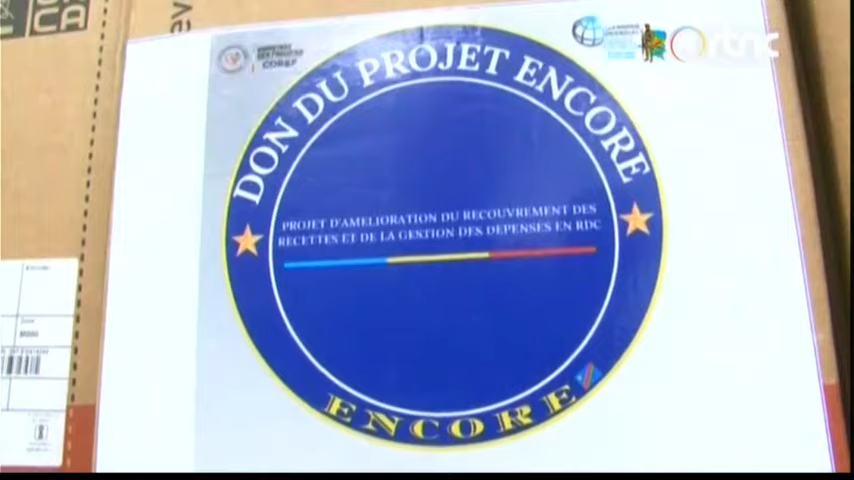 rtnc
COREF
DON DU PROJET ENCORE
PROJET D'AMELIORATION DU RECOUVREMENT DES
RECETTES ET DE LA GESTION DES DEPENSES EN RDC
ENCORE